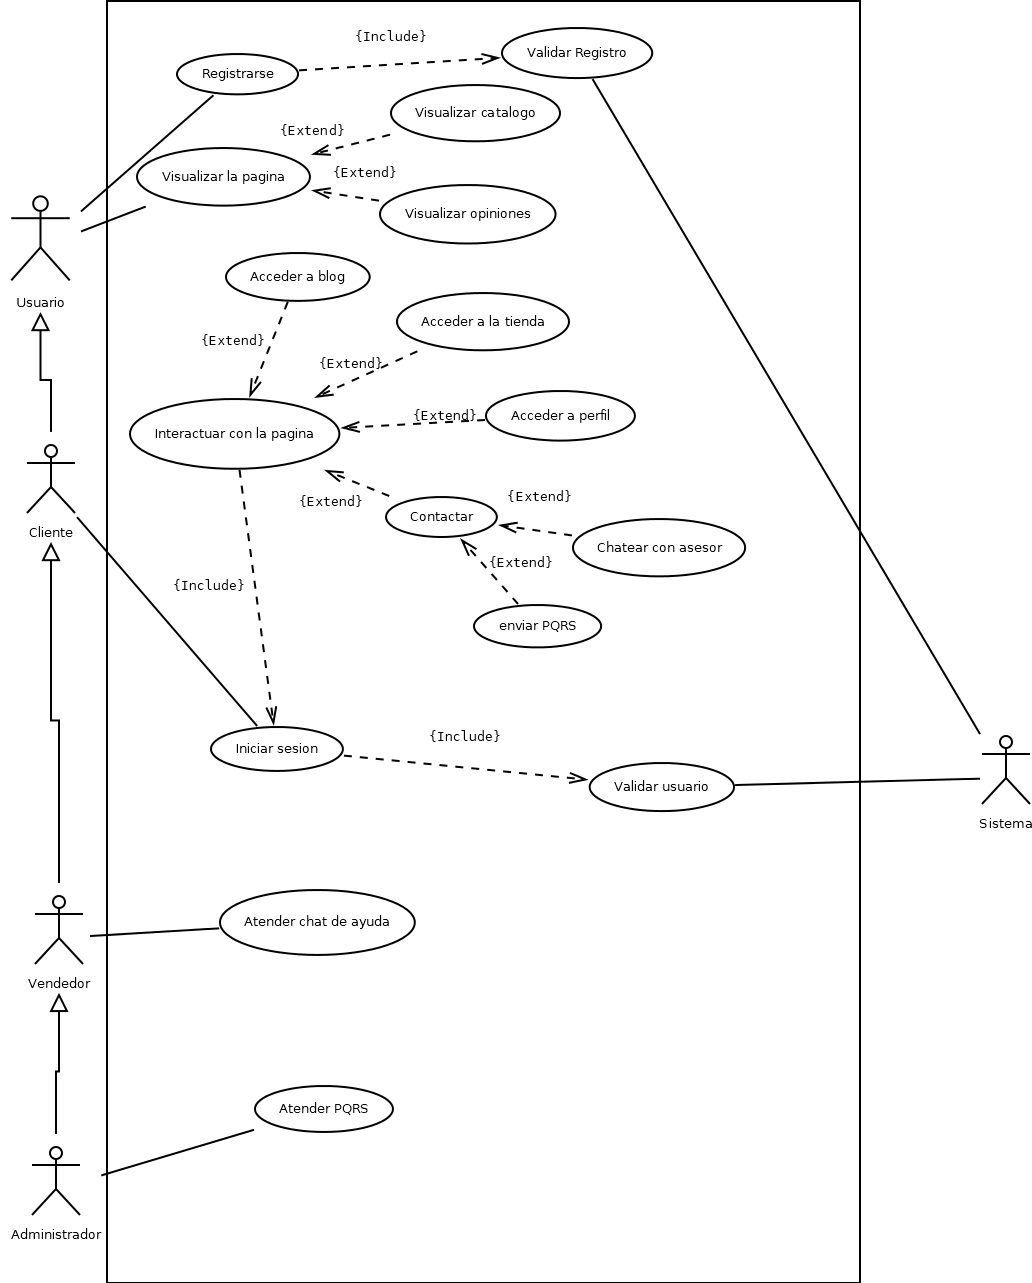 {Include}
Registrarse
Validar Registro
Visualizar catalogo
{Extend}
Visualizar la pagina
{Extend}
Visualizar opiniones
Usuario
Acceder a blog
Acceder a la tienda
{Extend}
{Extend}
Acceder a perfil
{Extend}
Interactuar con la pagina
{Extend}
{Extend}
Contactar
Cliente
Chatear con asesor
{Extend}
{Include}
enviar PQRS
{Include}
Iniciar sesion
Validar usuario
Sistema
Atender chat de ayuda
Vendedor
Atender PQRS
Administrador